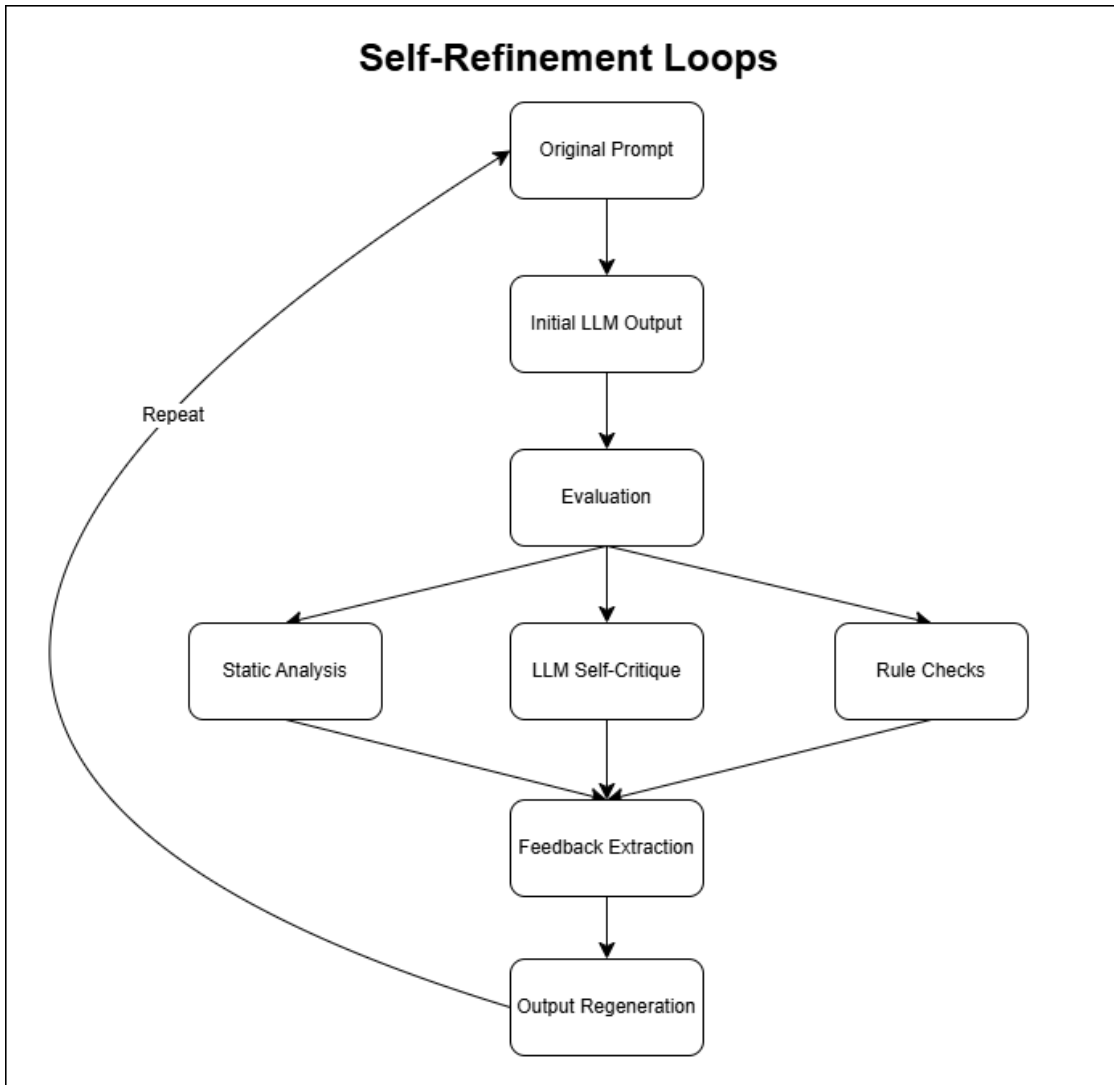 Self-Refinement Loops
Original Prompt
Initial LLM Output
Repeat
Evaluation
Static Analysis
LLM Self-Critique
Rule Checks
Feedback Extraction
Output Regeneration